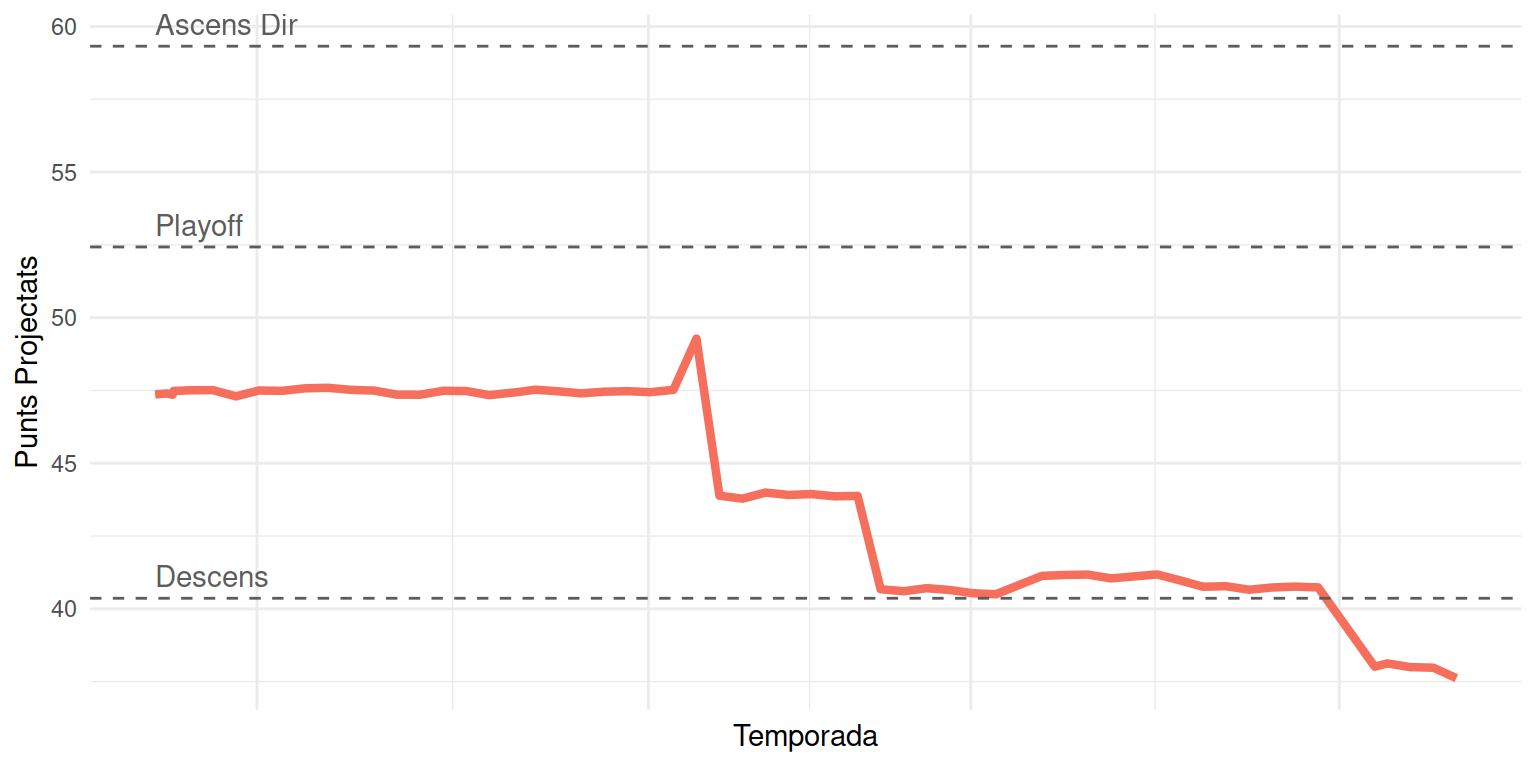 Ascens Dir
60
55
Playoff
50
45
Descens
40
Punts Projectats
Temporada